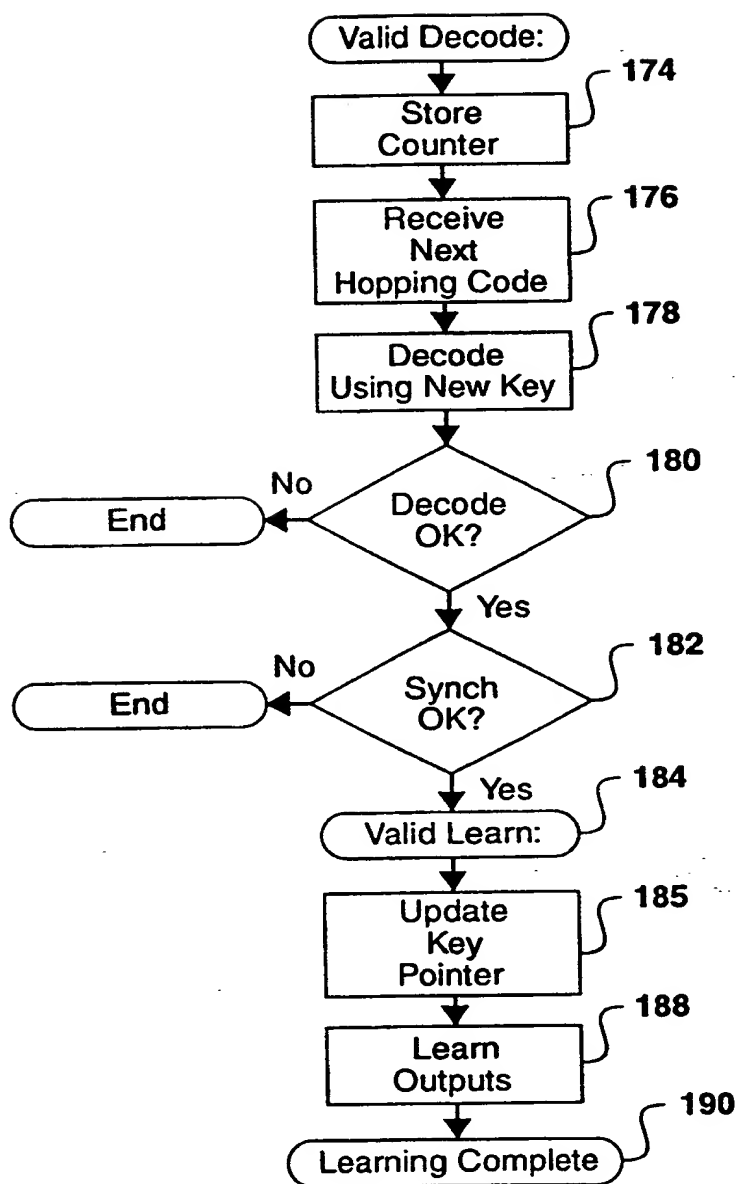 Valid Decode:
174
Store
Counter
176
Receive
Next
Hopping Code
178
Decode
Using New Key
180
No
End
Decode
OK?
Yes
182
No
End
Synch
OK?
Yes
184
Valid Learn:
185
Update
Key
Pointer
188
Learn
Outputs
190
Learning Complete